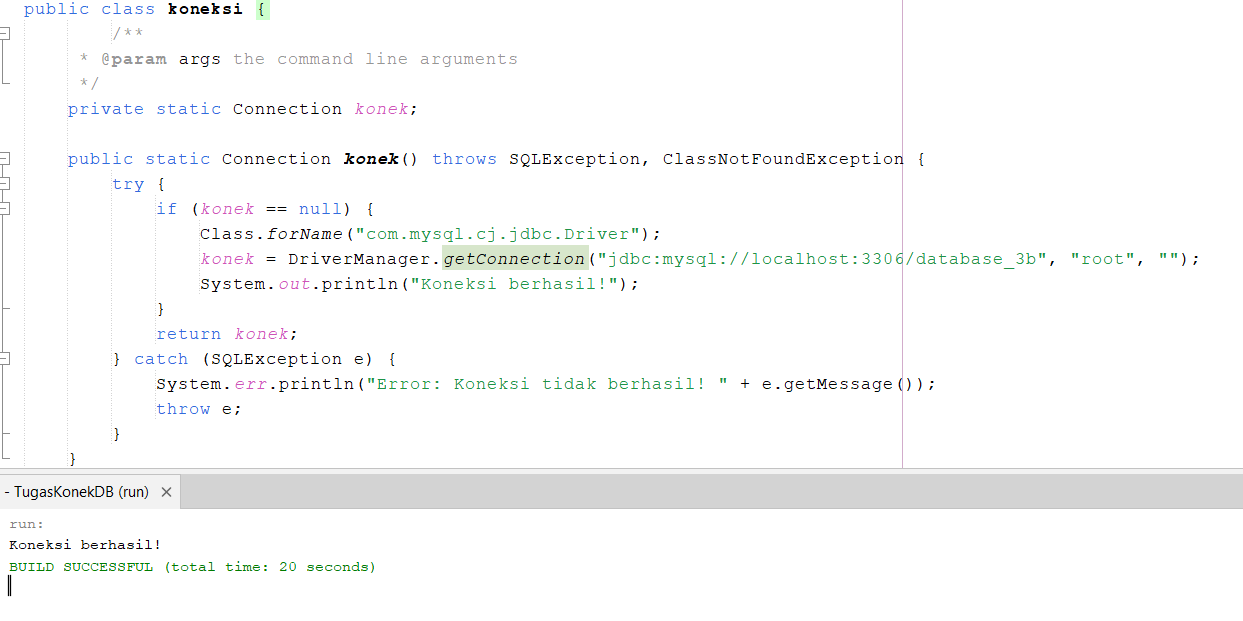 public class koneksi {
/**
* @param args the command line arguments
*/
private static Connection konek;
public static Connection konek() throws SQLException, ClassNotFoundException {
try {
if (konek == null) {
Class.forName("com.mysql.cj.jdbc.Driver");
konek = DriverManager.getConnection("jdbc:mysql://localhost:3306/database_3b", "root", "");
System.out.println("Koneksi berhasil!");
}
return konek;
} catch (SQLException e) {
System.err.println("Error: Koneksi tidak berhasil! " + e.getMessage());
throw e;
}
}
- TugasKonekDB (run) ×
run:
Koneksi berhasil!
BUILD SUCCESSFUL (total time: 20 seconds)